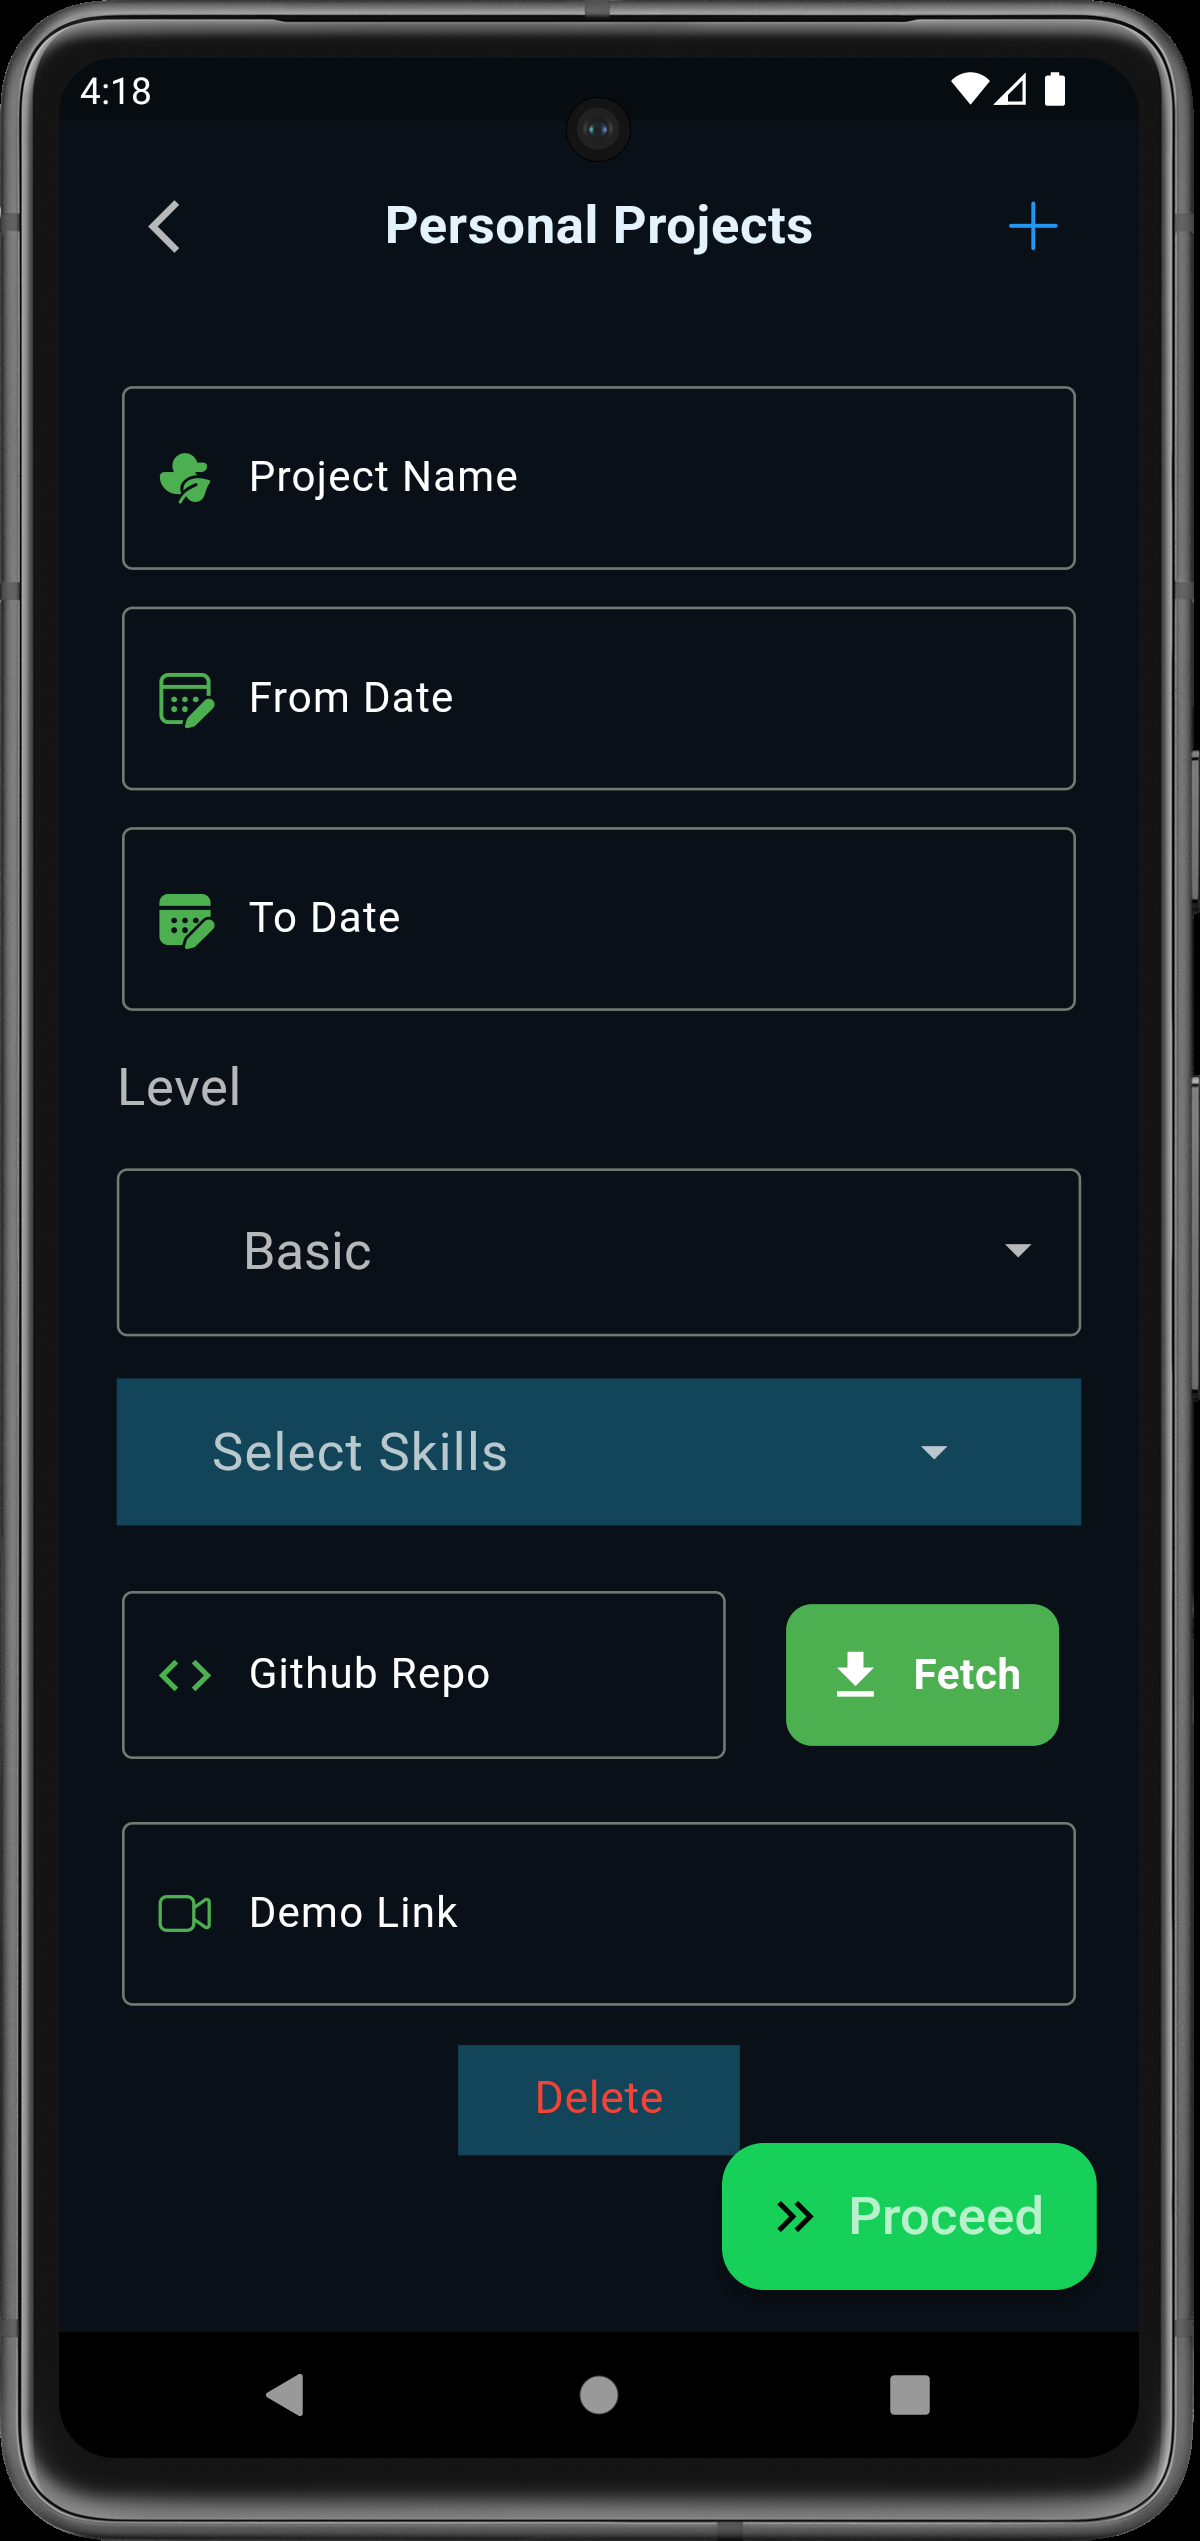 4:18
Personal Projects
Project Name
From Date
To Date
Level
Basic
Select Skills
Github Repo
Fetch
Demo Link
Delete
Proceed